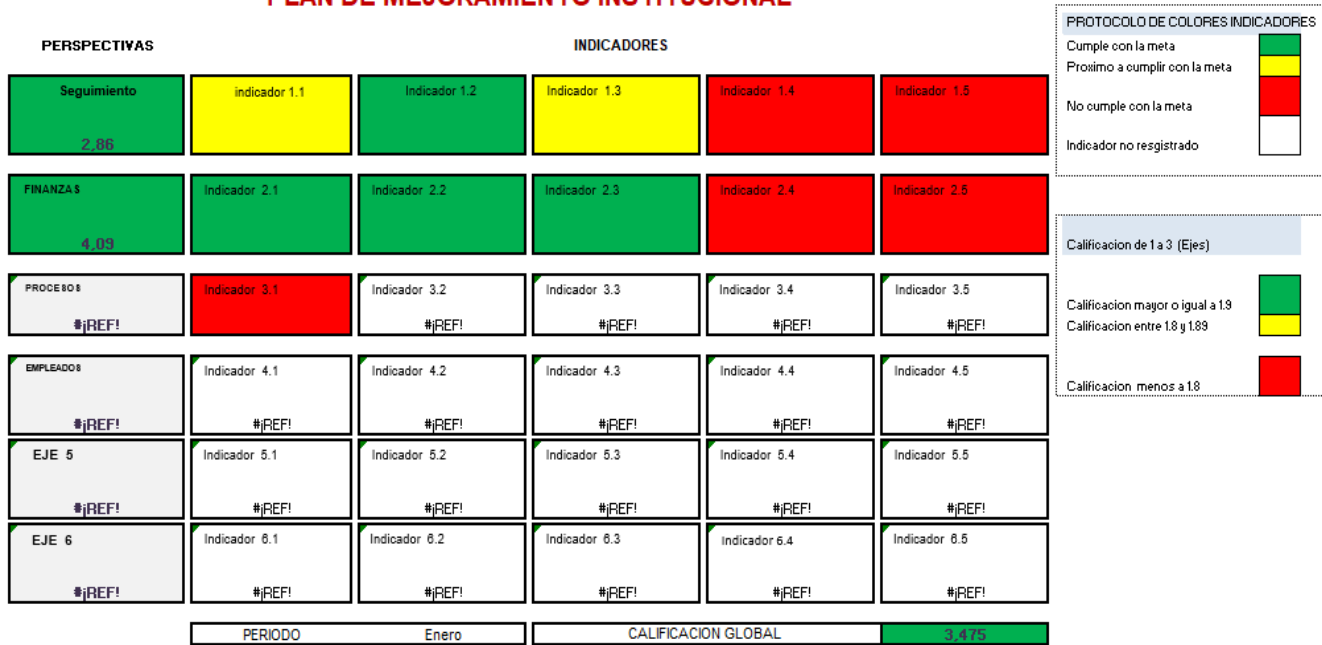 PLAN DE MEJORAMIENTO INSTITUCIONAL
PERSPECTIVAS
INDICADORES
Seguimiento
2,86
indicador 1.1
Indicador 1.2
Indicador 1.3
Indicador 1.4
Indicador 1.5
FINANZAS
4,09
Indicador 2.1
Indicador 2.2
Indicador 2.3
Indicador 2.4
Indicador 2.5
PROCESOS
#¡REF!
Indicador 3.1
Indicador 3.2
#¡REF!
Indicador 3.3
#¡REF!
Indicador 3.4
#¡REF!
Indicador 3.5
#¡REF!
EMPLEADOS
#¡REF!
Indicador 4.1
#¡REF!
Indicador 4.2
#¡REF!
Indicador 4.3
#¡REF!
Indicador 4.4
#¡REF!
Indicador 4.5
#¡REF!
EJE 5
#¡REF!
Indicador 5.1
#¡REF!
Indicador 5.2
#¡REF!
Indicador 5.3
#¡REF!
Indicador 5.4
#¡REF!
Indicador 5.5
#¡REF!
EJE 6
#¡REF!
Indicador 6.1
#¡REF!
Indicador 6.2
#¡REF!
Indicador 6.3
#¡REF!
Indicador 6.4
#¡REF!
Indicador 6.5
#¡REF!
PERIODO Enero
CALIFICACION GLOBAL 3,475
PROTOCOLO DE COLORES INDICADORES
Cumple con la meta
Proximo a cumplir con la meta
No cumple con la meta
Indicador no resgistrado
Calificacion de 1 a 3 (Ejes)
Calificacion mayor o igual a 1.9
Calificacion entre 1.8 y 1.89
Calificacion menos a 1.8